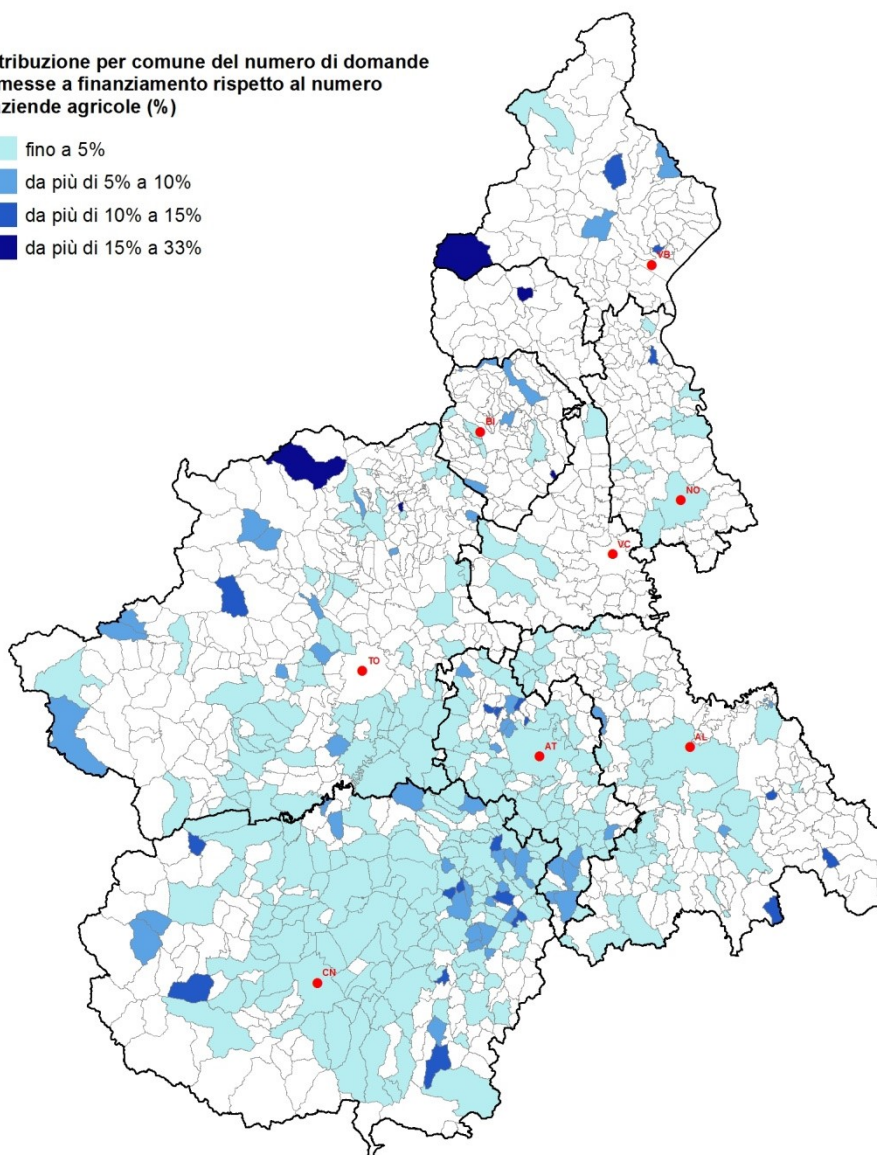 tribuzione per comune del numero di domande
messe a finanziamento rispetto al numero
aziende agricole (%)
fino a 5%
da più di 5% a 10%
da più di 10% a 15%
da più di 15% a 33%
VB
BI
NO
VC
TO
AL
AT
CN